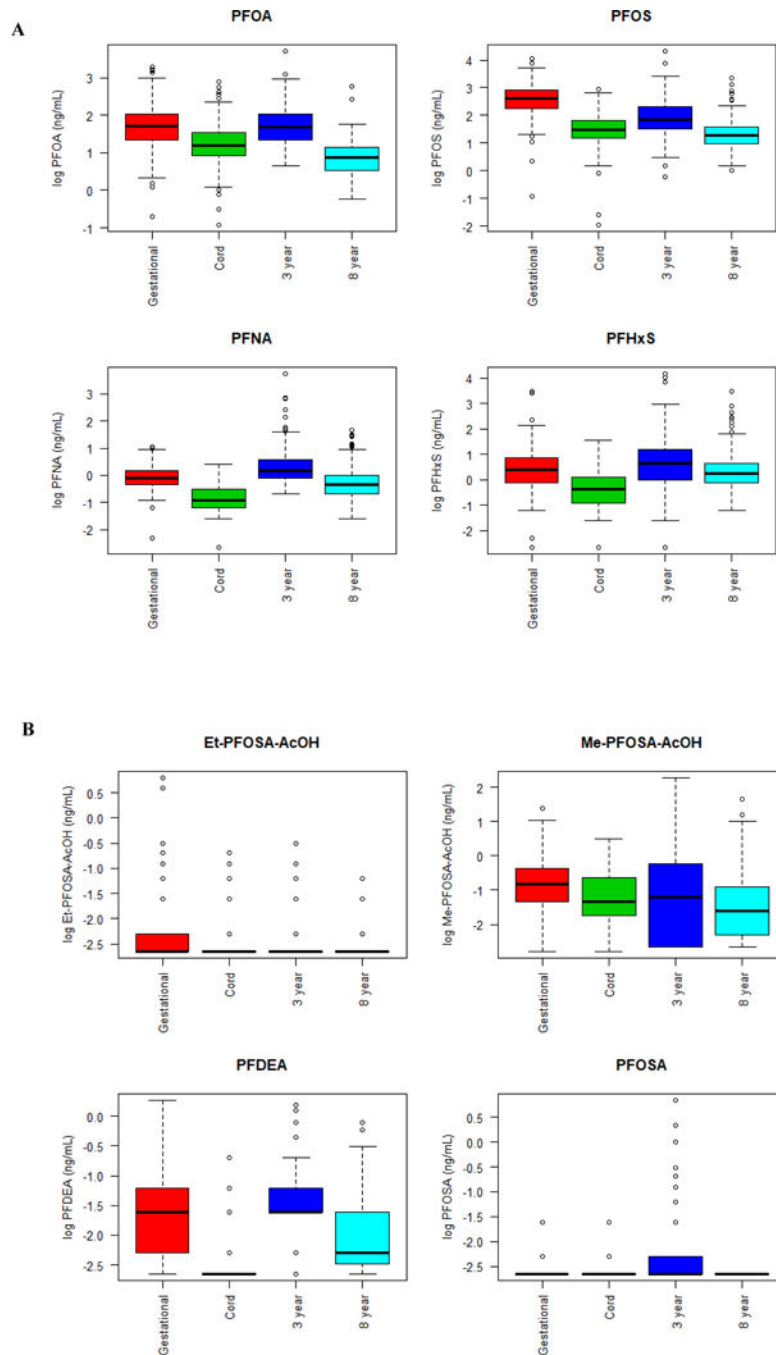 A
PFOA
log PFOA (ng/mL)
3
2
1
0
-1
Gestational
Cord
3 year
8 year
PFOS
log PFOS (ng/mL)
4
3
2
1
0
-1
-2
Gestational
Cord
3 year
8 year
PFNA
log PFNA (ng/mL)
3
2
1
0
-1
-2
Gestational
Cord
3 year
8 year
PFHxS
log PFHxS (ng/mL)
4
3
2
1
0
-1
-2
Gestational
Cord
3 year
8 year
B
Et-PFOSA-AcOH
log Et-PFOSA-AcOH (ng/mL)
0.5
0.0
-0.5
-1.0
-1.5
-2.0
-2.5
Gestational
Cord
3 year
8 year
Me-PFOSA-AcOH
log Me-PFOSA-AcOH (ng/mL)
2
1
0
-1
-2
Gestational
Cord
3 year
8 year
PFDEA
log PFDEA (ng/mL)
0.0
-0.5
-1.0
-1.5
-2.0
-2.5
Gestational
Cord
3 year
8 year
PFOSA
log PFOSA (ng/mL)
0.5
0.0
-0.5
-1.0
-1.5
-2.0
-2.5
Gestational
Cord
3 year
8 year